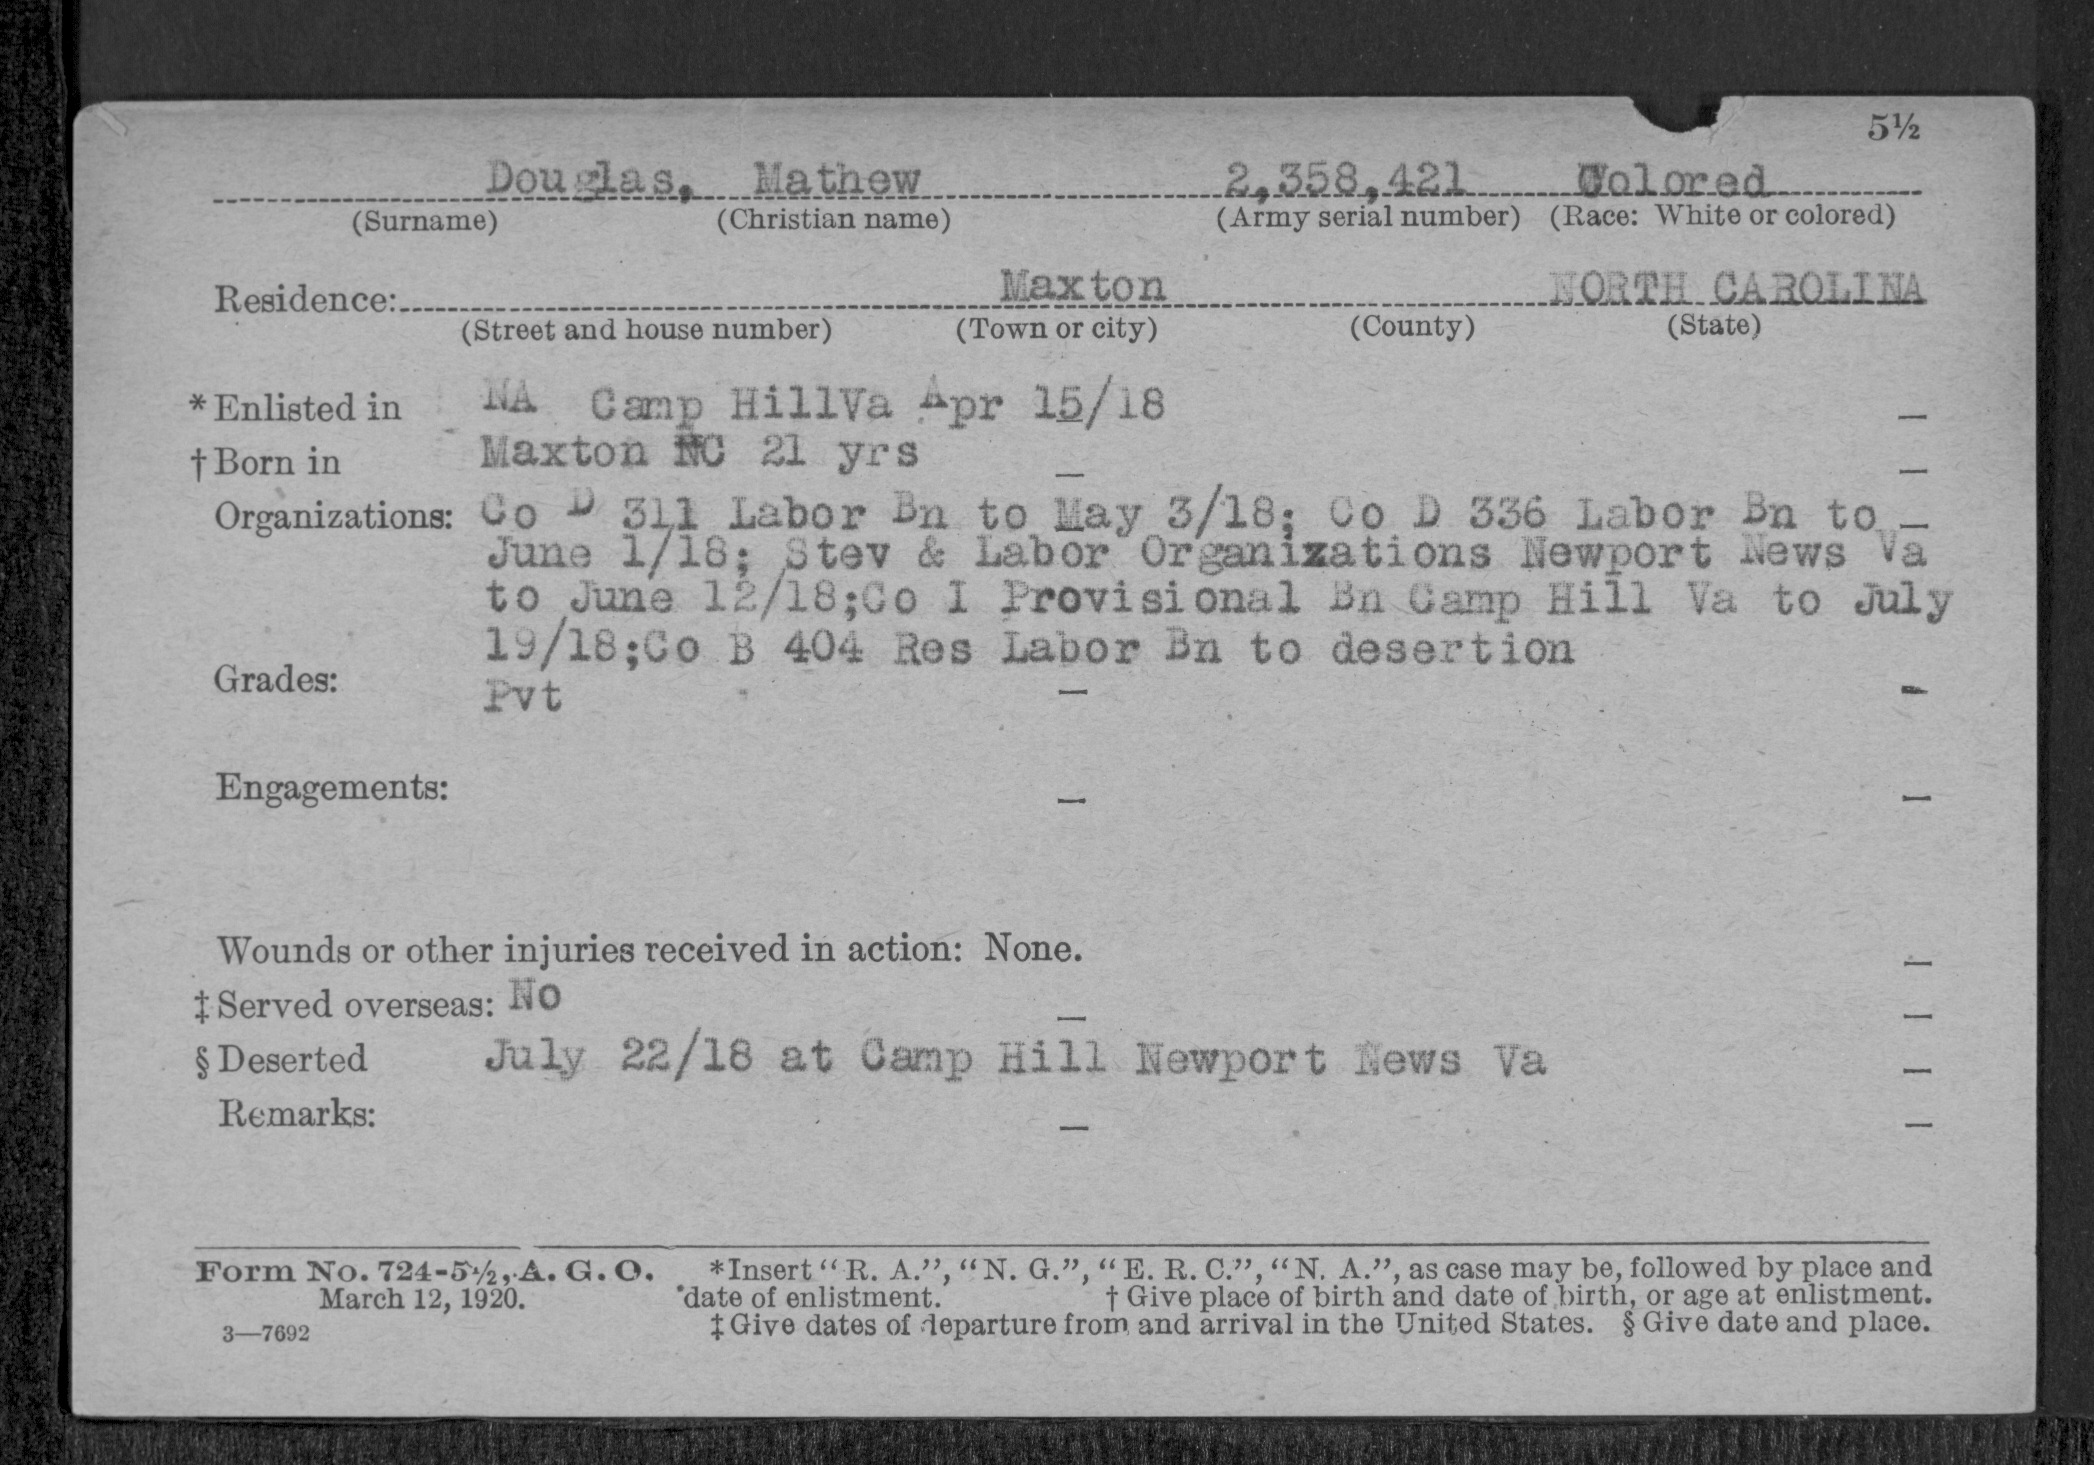 5½
Douglas, Mathew 2,358,421 Colored
(Surname) (Christian name) (Army serial number) (Race: White or colored)
Residence: Maxton NORTH CAROLINA
(Street and house number) (Town or city) (County) (State)
*Enlisted in NA Camp HillVa Apr 15/18 –
†Born in Maxton NC 21 yrs – –
Organizations: Co D 311 Labor Bn to May 3/18; Co D 336 Labor Bn to –
June 1/18; Stev & Labor Organizations Newport News Va
to June 12/18;Co I Provisional Bn Camp Hill Va to July
19/18;Co B 404 Res Labor Bn to desertion
Grades: Pvt – –
Engagements: – –
Wounds or other injuries received in action: None. –
‡Served overseas: No – –
§Deserted July 22/18 at Camp Hill Newport News Va –
Remarks: – –
Form No. 724-5½, A. G. O. *Insert "R. A.", "N. G.", "E. R. C.", "N. A.", as case may be, followed by place and
March 12, 1920. date of enlistment. †Give place of birth and date of birth, or age at enlistment.
3—7692 ‡Give dates of departure from and arrival in the United States. §Give date and place.